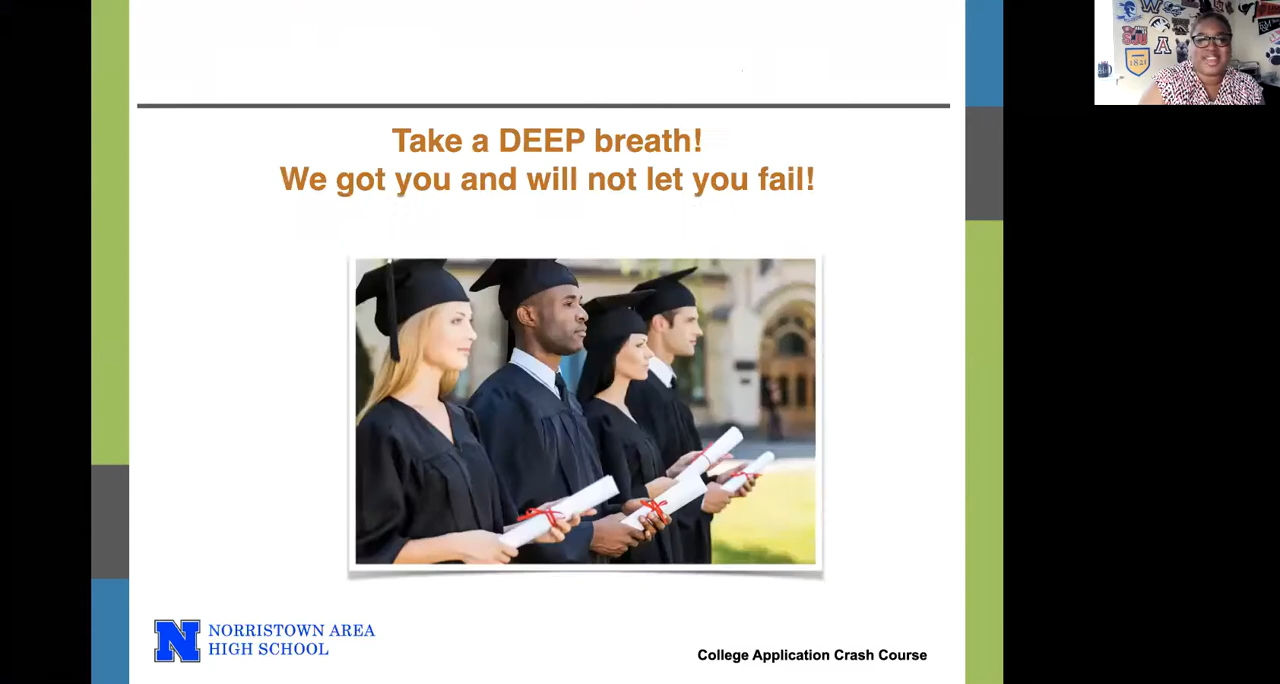 Take a DEEP breath!
We got you and will not let you fail!
N
NORRISTOWN AREA
HIGH SCHOOL
College Application Crash Course
W
A
1821